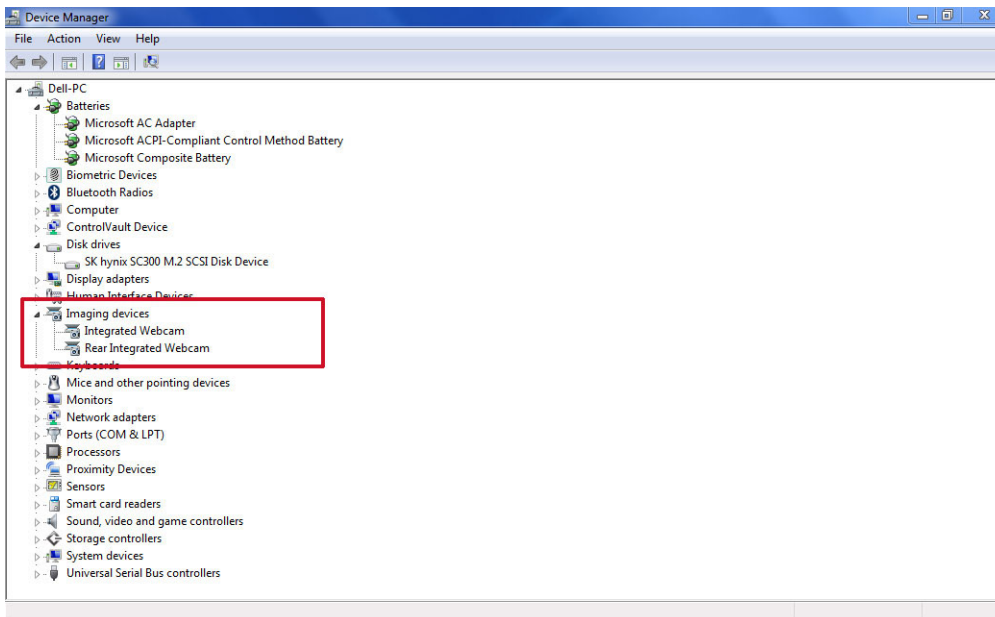 Device Manager
File Action View Help
Dell-PC
Batteries
Microsoft AC Adapter
Microsoft ACPI-Compliant Control Method Battery
Microsoft Composite Battery
Biometric Devices
Bluetooth Radios
Computer
ControlVault Device
Disk drives
SK hynix SC300 M.2 SCSI Disk Device
Display adapters
Human Interface Devices
Imaging devices
Integrated Webcam
Rear Integrated Webcam
Keyboards
Mice and other pointing devices
Monitors
Network adapters
Ports (COM & LPT)
Processors
Proximity Devices
Sensors
Smart card readers
Sound, video and game controllers
Storage controllers
System devices
Universal Serial Bus controllers